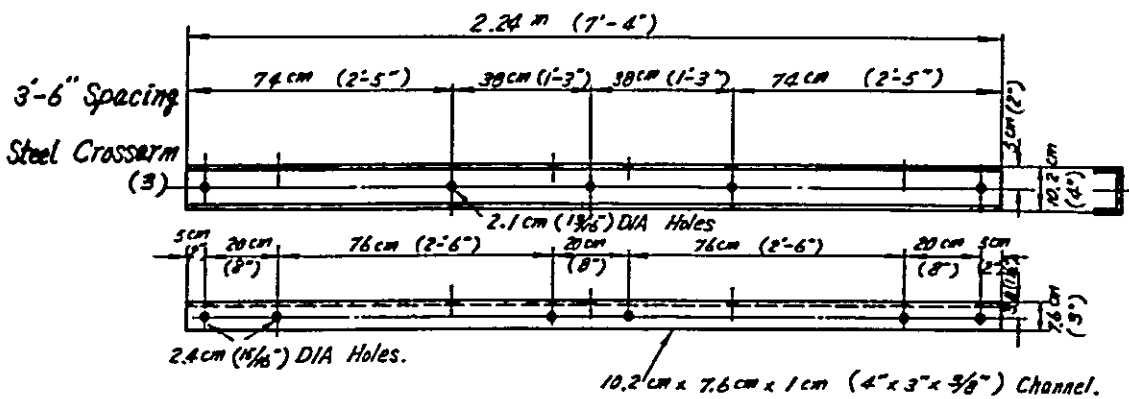 2.24 m (7'-4")
74 cm (2'-5") 38cm (1'-3") 38 cm (1'-3") 74 cm (2'-5")
3'-6" Spacing
Steel Crossarm
(3)
5 cm (2")
10.2 cm
(4")
2.1 cm (13/16") DIA Holes
5 cm 20 cm 76 cm (2'-6") 20 cm 76 cm (2'-6") 20 cm 5 cm
(8") (8") (8") (2")
7.6 cm
(3")
2.4 cm (15/16") DIA Holes.
10.2 cm x 7.6 cm x 1 cm (4" x 3" x 3/8") Channel.